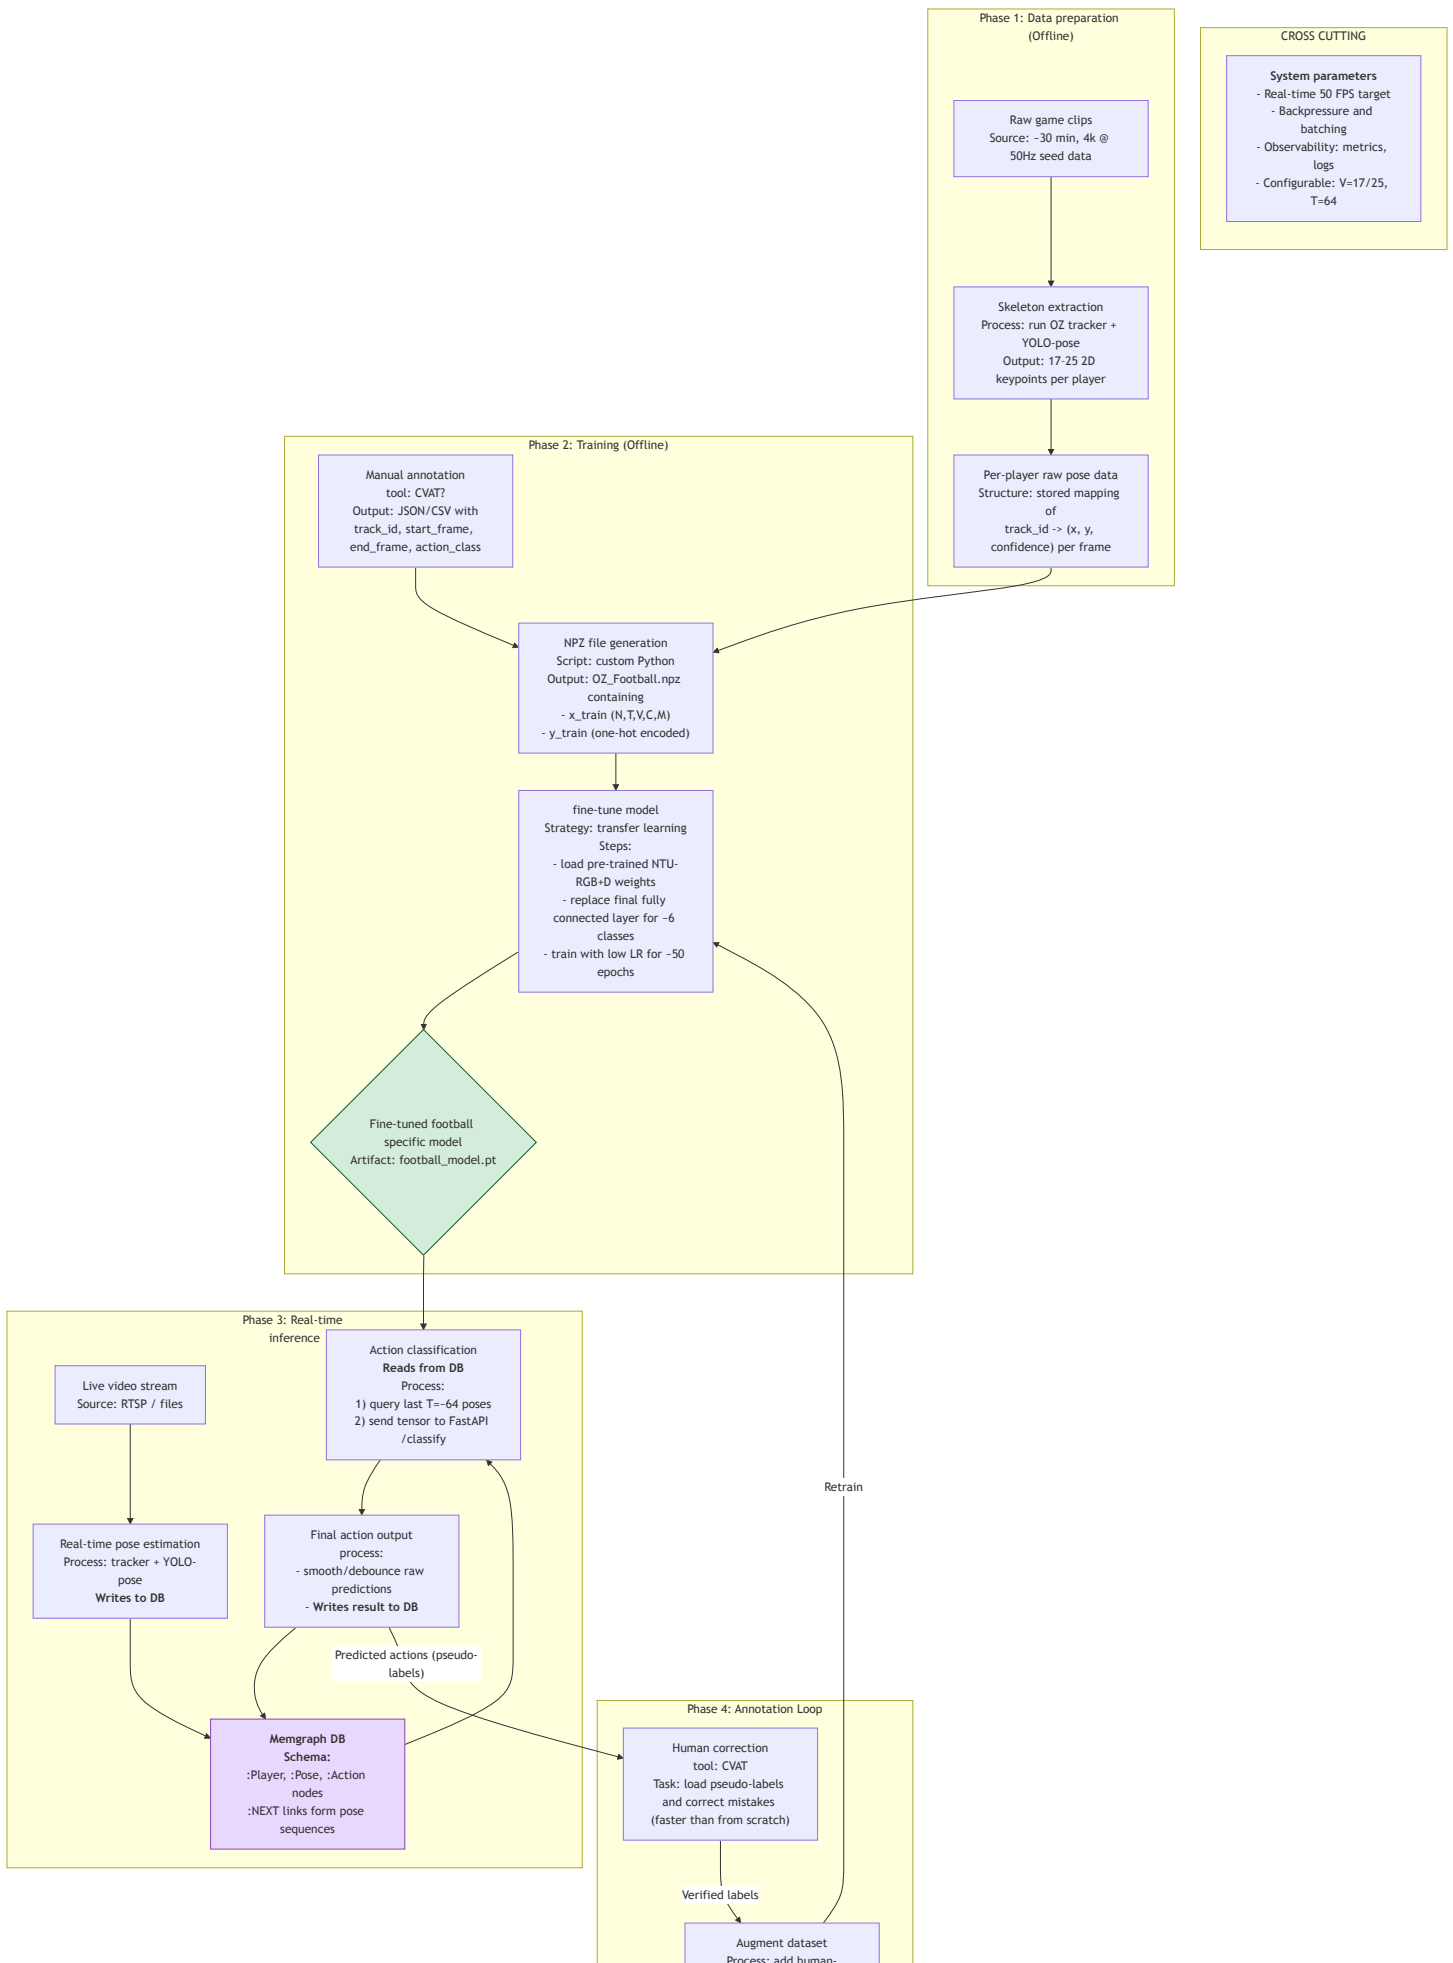 Phase 1: Data preparation
(Offline)
Raw game clips
Source: ~30 min, 4k @
50Hz seed data
Skeleton extraction
Process: run OZ tracker +
YOLO-pose
Output: 17–25 2D
keypoints per player
Per-player raw pose data
Structure: stored mapping
of
track_id -> (x, y,
confidence) per frame
CROSS CUTTING
System parameters
- Real-time 50 FPS target
- Backpressure and
batching
- Observability: metrics,
logs
- Configurable: V=17/25,
T=64
Phase 2: Training (Offline)
Manual annotation
tool: CVAT?
Output: JSON/CSV with
track_id, start_frame,
end_frame, action_class
NPZ file generation
Script: custom Python
Output: OZ_Football.npz
containing
- x_train (N,T,V,C,M)
- y_train (one-hot encoded)
fine-tune model
Strategy: transfer learning
Steps:
- load pre-trained NTU-
RGB+D weights
- replace final fully
connected layer for ~6
classes
- train with low LR for ~50
epochs
Fine-tuned football
specific model
Artifact: football_model.pt
Phase 3: Real-time
inference
Live video stream
Source: RTSP / files
Real-time pose estimation
Process: tracker + YOLO-
pose
Writes to DB
Action classification
Reads from DB
Process:
1) query last T=~64 poses
2) send tensor to FastAPI
/classify
Final action output
process:
- smooth/debounce raw
predictions
- Writes result to DB
Predicted actions (pseudo-
labels)
Memgraph DB
Schema:
:Player, :Pose, :Action
nodes
:NEXT links form pose
sequences
Retrain
Phase 4: Annotation Loop
Human correction
tool: CVAT
Task: load pseudo-labels
and correct mistakes
(faster than from scratch)
Verified labels
Augment dataset
Process: add human-